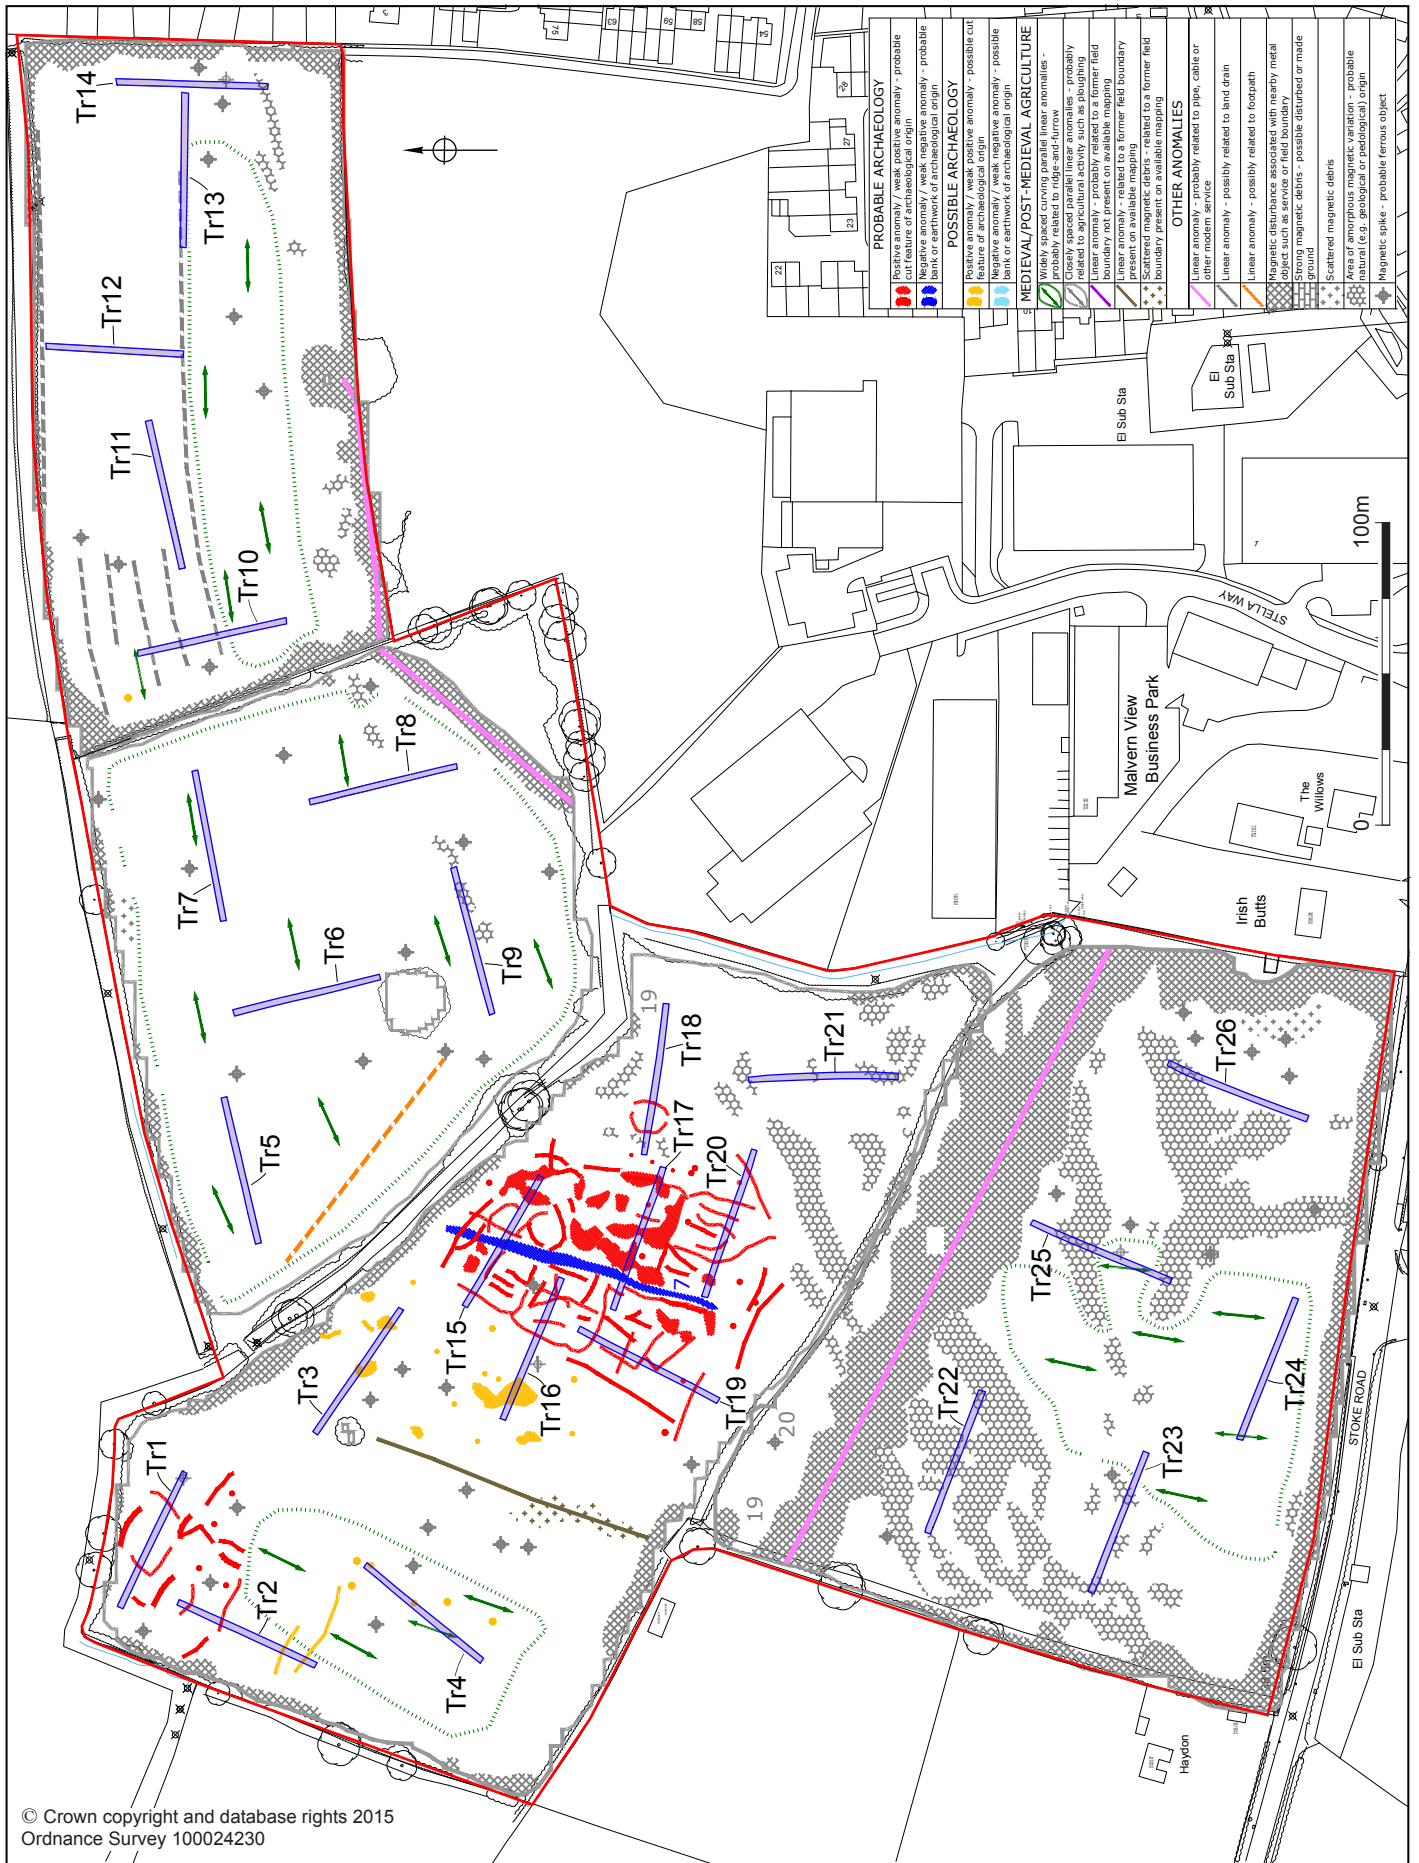 PROBABLE ARCHAEOLOGY
Positive anomaly / weak positive anomaly - probable
cut feature of archaeological origin
Negative anomaly / weak negative anomaly - probable
bank or earthwork of archaeological origin
POSSIBLE ARCHAEOLOGY
Positive anomaly / weak positive anomaly - possible cut
feature of archaeological origin
Negative anomaly / weak negative anomaly - possible
bank or earthwork of archaeological origin
MEDIEVAL/POST-MEDIEVAL AGRICULTURE
Widely spaced curving parallel linear anomalies -
probably related to ridge-and-furrow
Closely spaced parallel linear anomalies - probably
related to agricultural activity such as ploughing
Linear anomaly - probably related to a former field
boundary not present on available mapping
Linear anomaly - related to a former field boundary
present on available mapping
Scattered magnetic debris - related to a former field
boundary present on available mapping
OTHER ANOMALIES
Linear anomaly - probably related to pipe, cable or
other modern service
Linear anomaly - possibly related to land drain
Linear anomaly - possibly related to footpath
Magnetic disturbance associated with nearby metal
object such as service or field boundary
Strong magnetic debris - possible disturbed or made
ground
Scattered magnetic debris
Area of amorphous magnetic variation - probable
natural (e.g. geological or pedological) origin
Magnetic spike - probable ferrous object
Tr1
Tr2
Tr3
Tr4
Tr5
Tr6
Tr7
Tr8
Tr9
Tr10
Tr11
Tr12
Tr13
Tr14
Tr15
Tr16
Tr17
Tr18
Tr19
Tr20
Tr21
Tr22
Tr23
Tr24
Tr25
Tr26
19
17
20
19
75
63
59
58
54
27
23
22
El Sub Sta
El
Sub Sta
STELLA WAY
Malvern View
Business Park
The
Willows
Irish
Butts
STOKE ROAD
El Sub Sta
Haydon
0
100m
© Crown copyright and database rights 2015
Ordnance Survey 100024230